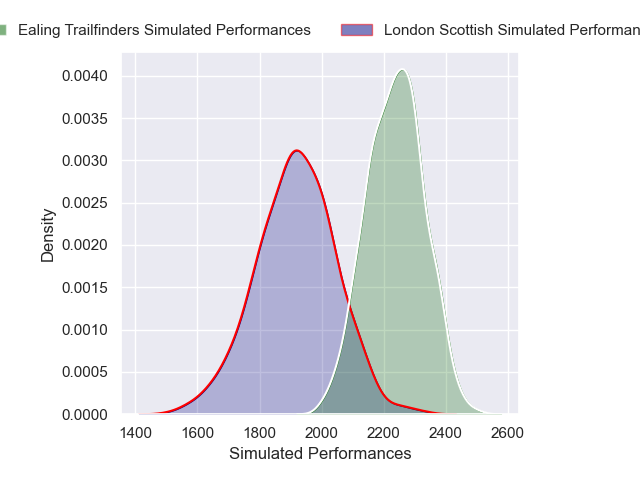 Ealing Trailfinders Simulated Performances London Scottish Simulated
0.0040
0.0035
0.0030
0.0025
0.0020
0.0015
0.0010
0.0005
0.0000
Density
1400 1600 1800 2000 2200 2400 2600
Simulated Performances